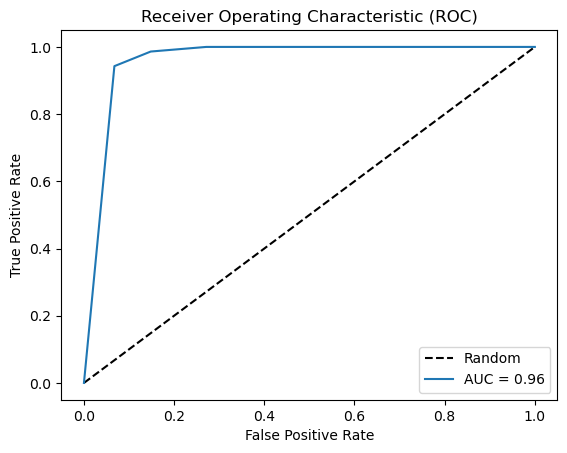 Receiver Operating Characteristic (ROC)
True Positive Rate
1.0
0.8
0.6
0.4
0.2
0.0
0.0 0.2 0.4 0.6 0.8 1.0
False Positive Rate
Random
AUC = 0.96